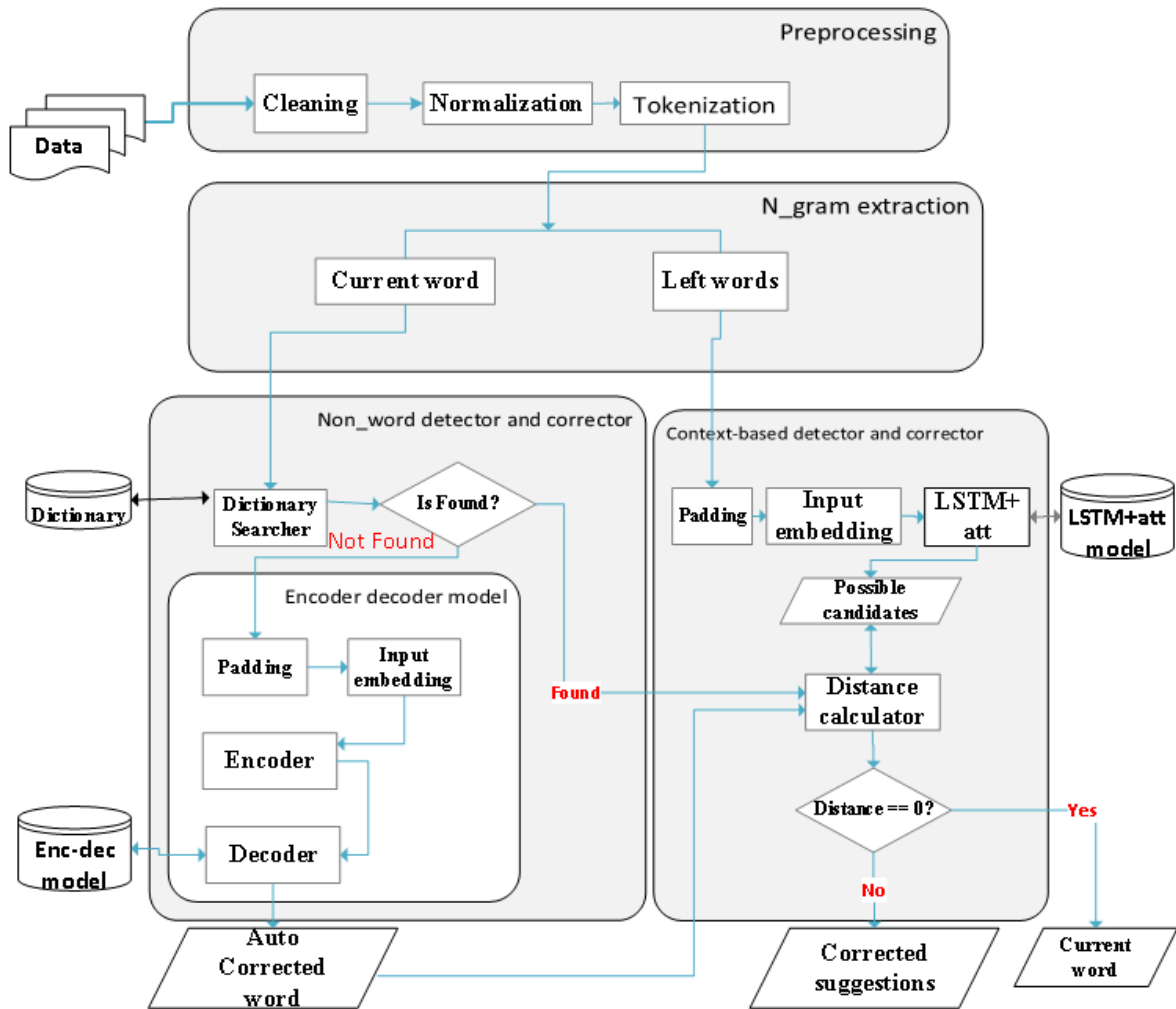 Preprocessing
Data
Cleaning
Normalization
Tokenization
N_gram extraction
Current word
Left words
Non_word detector and corrector
Dictionary
Dictionary
Searcher
Is Found?
Not Found
Encoder decoder model
Padding
Input
embedding
Encoder
Enc-dec
model
Decoder
Auto
Corrected
word
Found
Context-based detector and corrector
Padding
Input
embedding
LSTM+
att
LSTM+att
model
Possible
candidates
Distance
calculator
Distance == 0?
Yes
No
Corrected
suggestions
Current
word